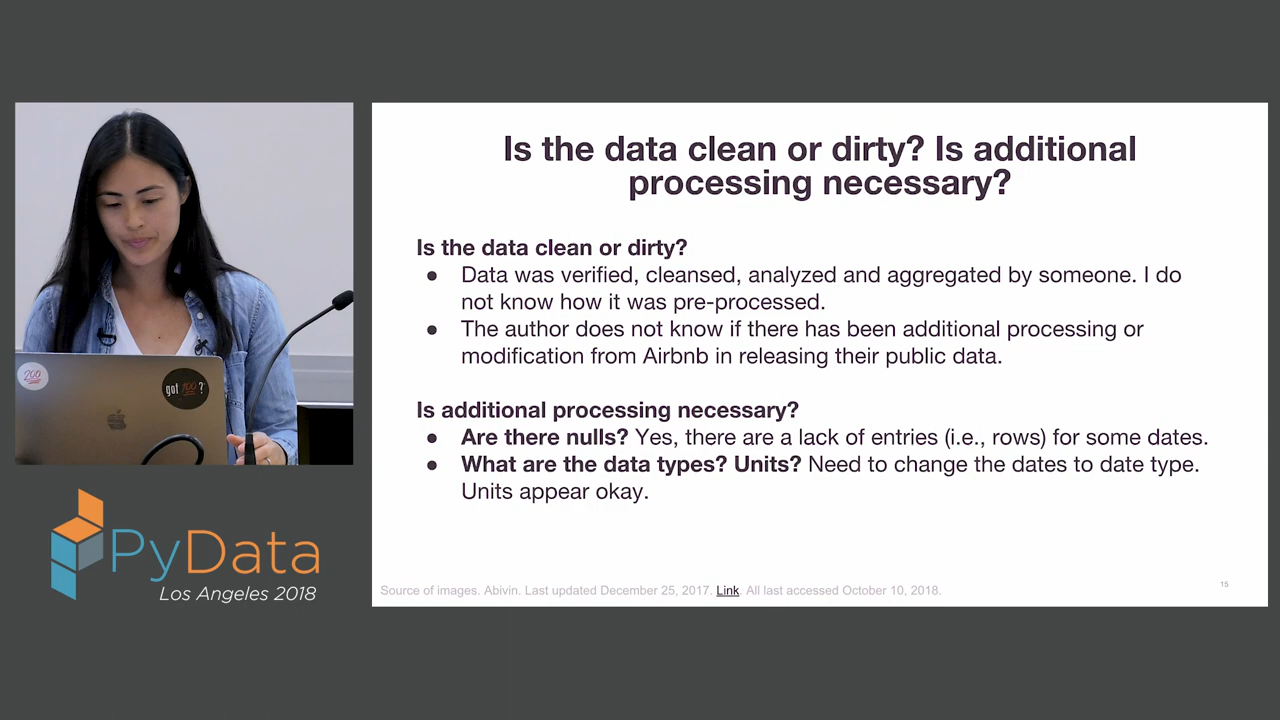 Is the data clean or dirty? Is additional
processing necessary?
Is the data clean or dirty?
● Data was verified, cleansed, analyzed and aggregated by someone. I do
not know how it was pre-processed.
● The author does not know if there has been additional processing or
modification from Airbnb in releasing their public data.
Is additional processing necessary?
● Are there nulls? Yes, there are a lack of entries (i.e., rows) for some dates.
● What are the data types? Units? Need to change the dates to date type.
Units appear okay.
Source of images. Abivin. Last updated December 25, 2017. Link All last accessed October 10, 2018.
15
200
got 100 ?
PyData
Los Angeles 2018